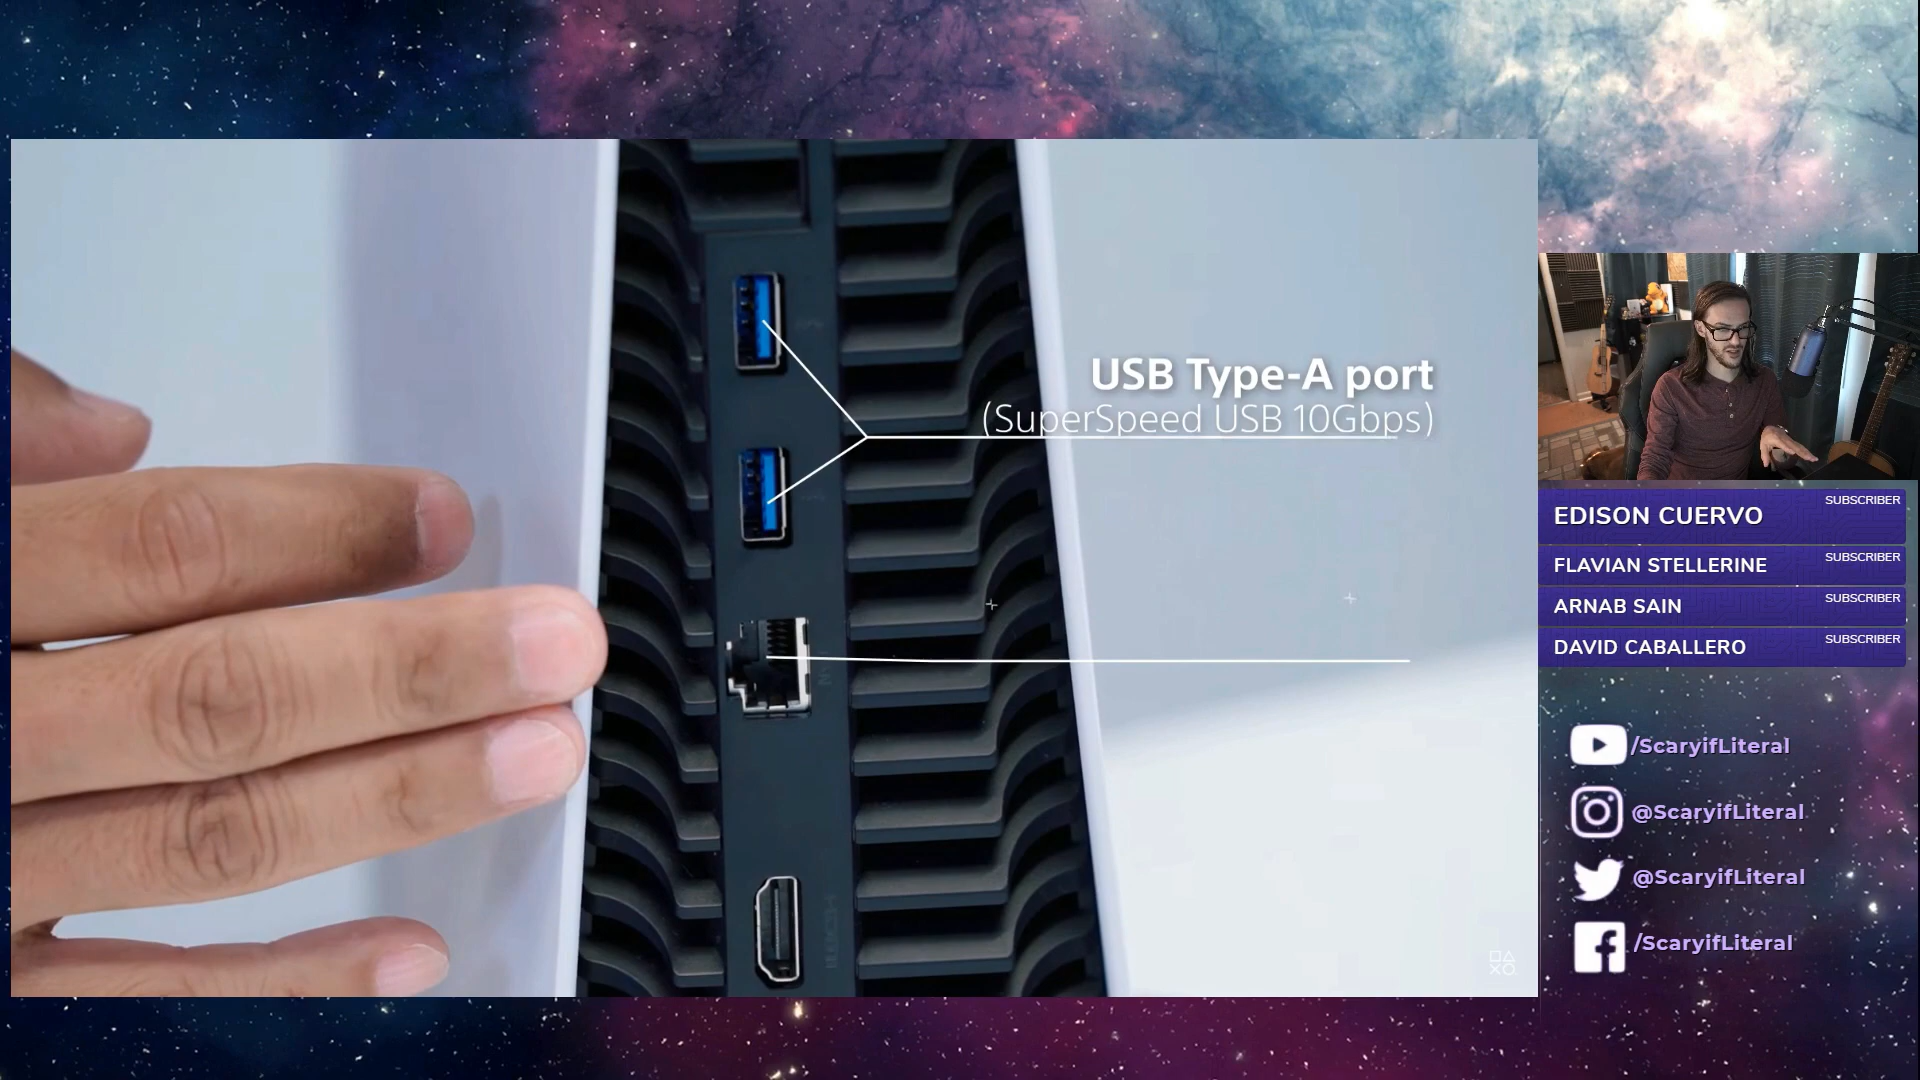 USB Type-A port
(SuperSpeed USB 10Gbps)
SUBSCRIBER
EDISON CUERVO
SUBSCRIBER
FLAVIAN STELLERINE
SUBSCRIBER
ARNAB SAIN
SUBSCRIBER
DAVID CABALLERO
/ScaryifLiteral
@ScaryifLiteral
@ScaryifLiteral
/ScaryifLiteral